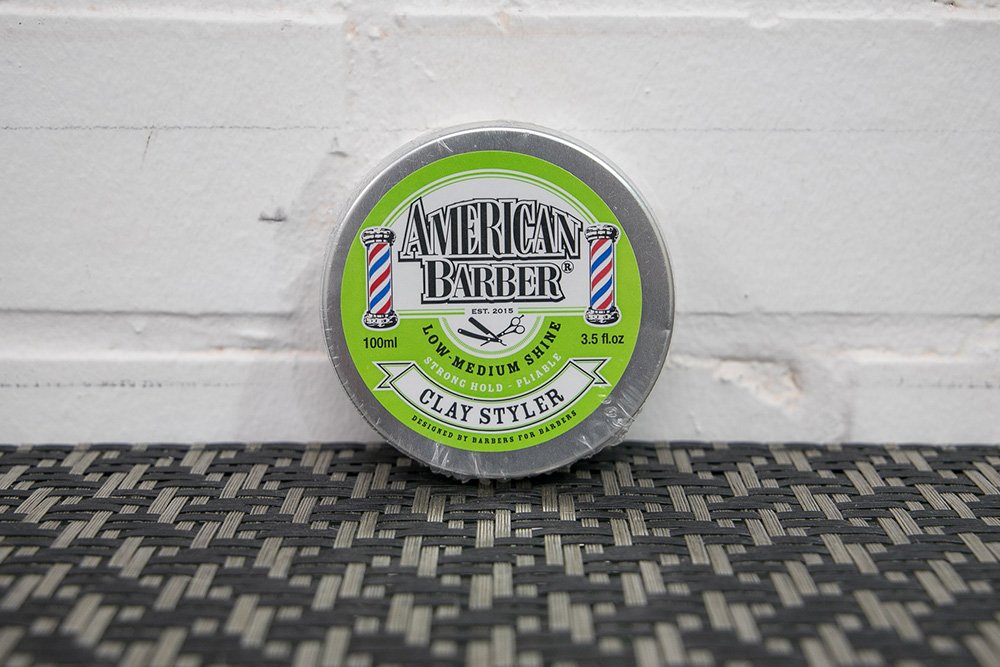 AMERICAN
BARBER®
EST. 2015
100ml
3.5 fl.oz
LOW-MEDIUM SHINE
STRONG HOLD - PLIABLE
CLAY STYLER
DESIGNED BY BARBERS FOR BARBERS